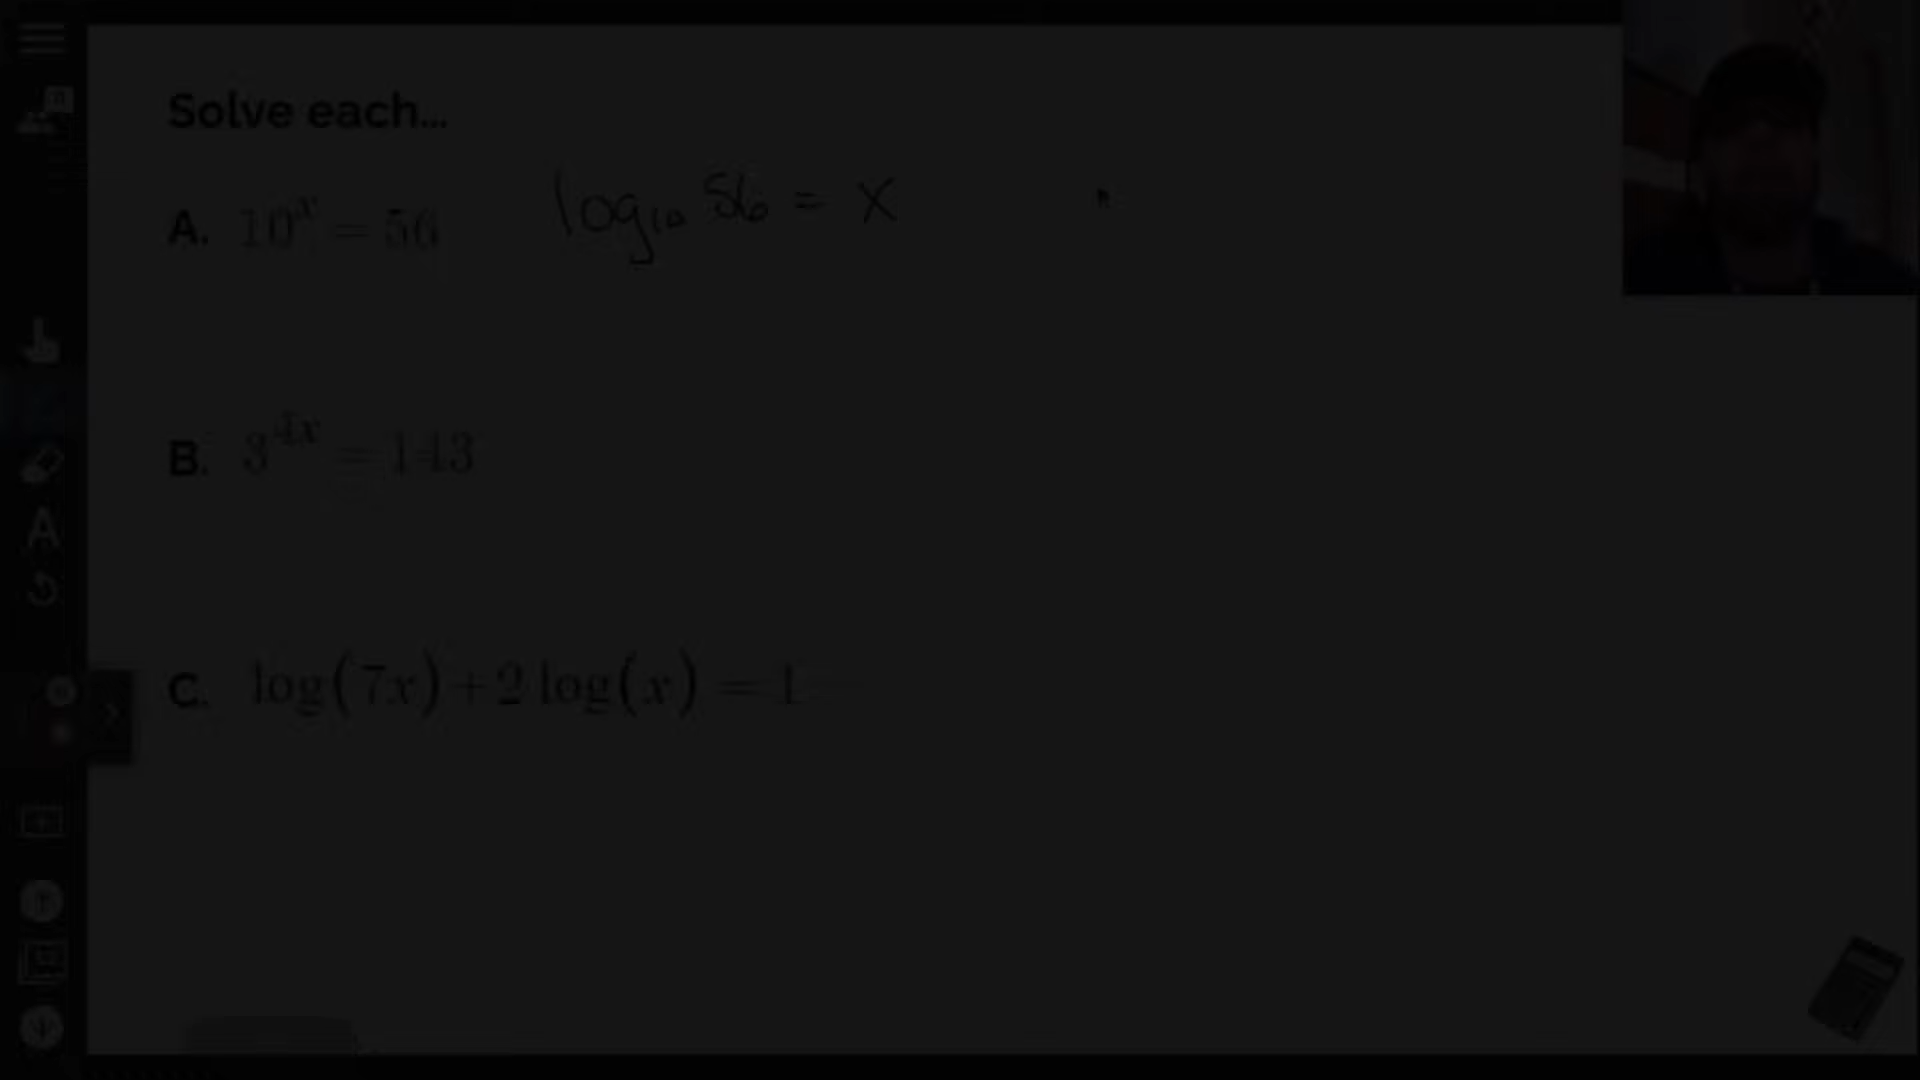 Solve each...
A. 10^x = 56 log₁₀ 56 = x
B. 3^{4x} = 143
C. log(7x) + 2 log(x) = 1
A